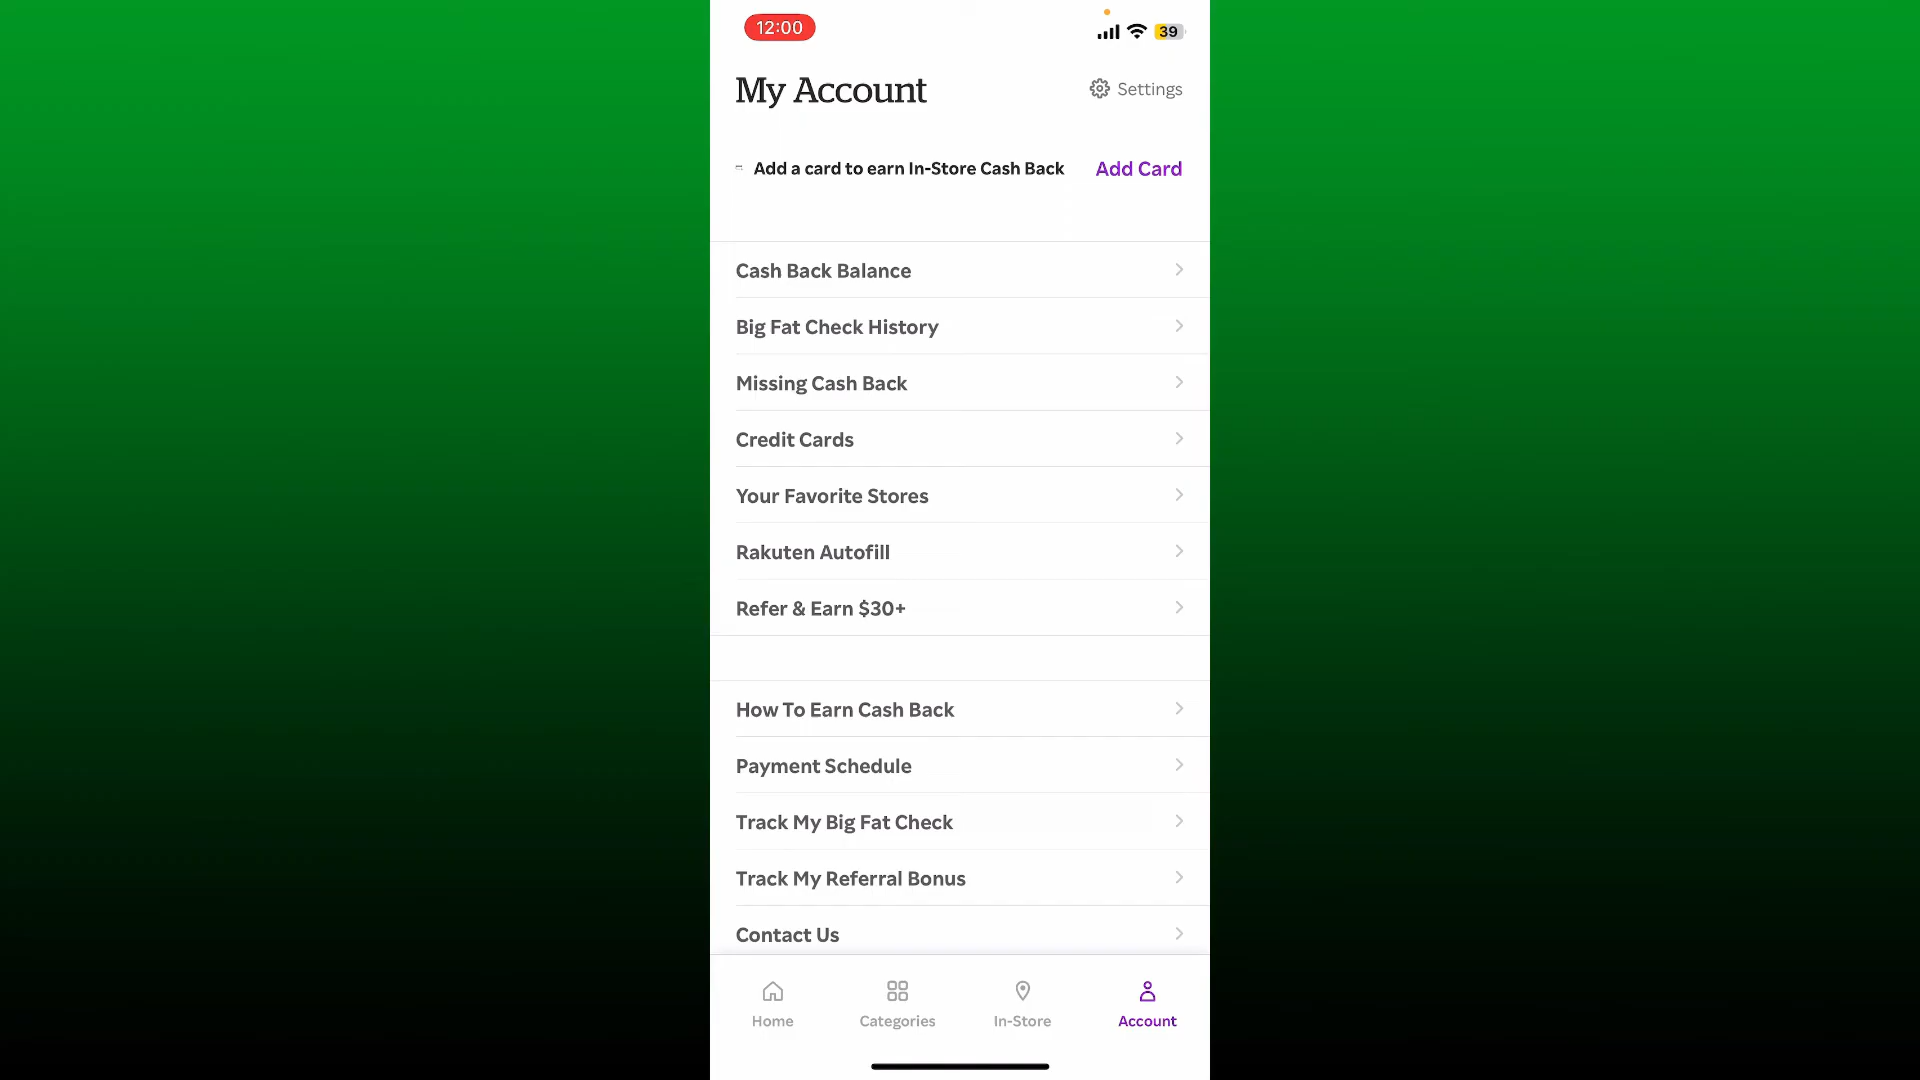 12:00
39
My Account
Settings
Add a card to earn In-Store Cash Back
Add Card
Cash Back Balance
Big Fat Check History
Missing Cash Back
Credit Cards
Your Favorite Stores
Rakuten Autofill
Refer & Earn $30+
How To Earn Cash Back
Payment Schedule
Track My Big Fat Check
Track My Referral Bonus
Contact Us
Home
Categories
In-Store
Account